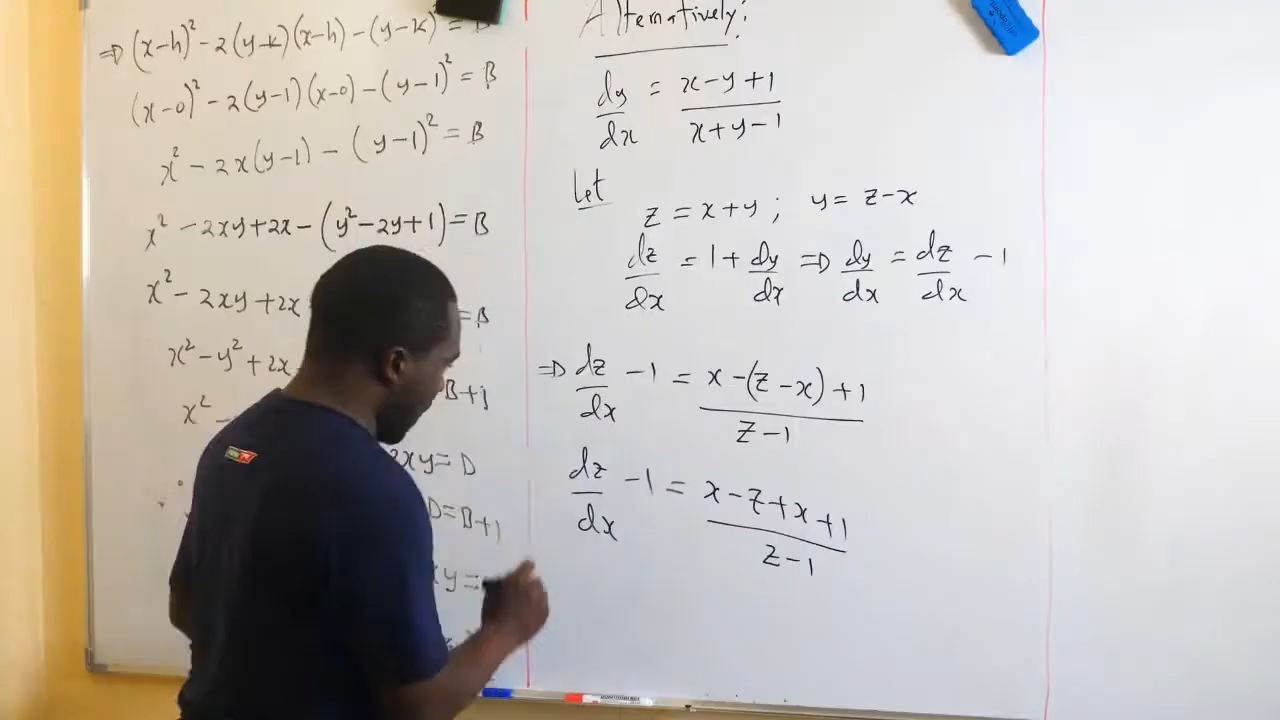 ⇒ (x-h)² - 2(y-k)(x-h) - (y-k)² = B
(x-0)² - 2(y-1)(x-0) - (y-1)² = B
x² - 2x(y-1) - (y-1)² = B
x² - 2xy + 2x - (y² - 2y + 1) = B
x² - 2xy + 2x = B
x² - y² + 2x B+1
x² - 2xy = D
D = B+1
xy =
Alternatively:
dy/dx = (x-y+1)/(x+y-1)
Let
z = x+y ; y = z-x
dz/dx = 1 + dy/dx ⇒ dy/dx = dz/dx - 1
⇒ dz/dx - 1 = (x-(z-x)+1)/(z-1)
dz/dx - 1 = (x-z+x+1)/(z-1)